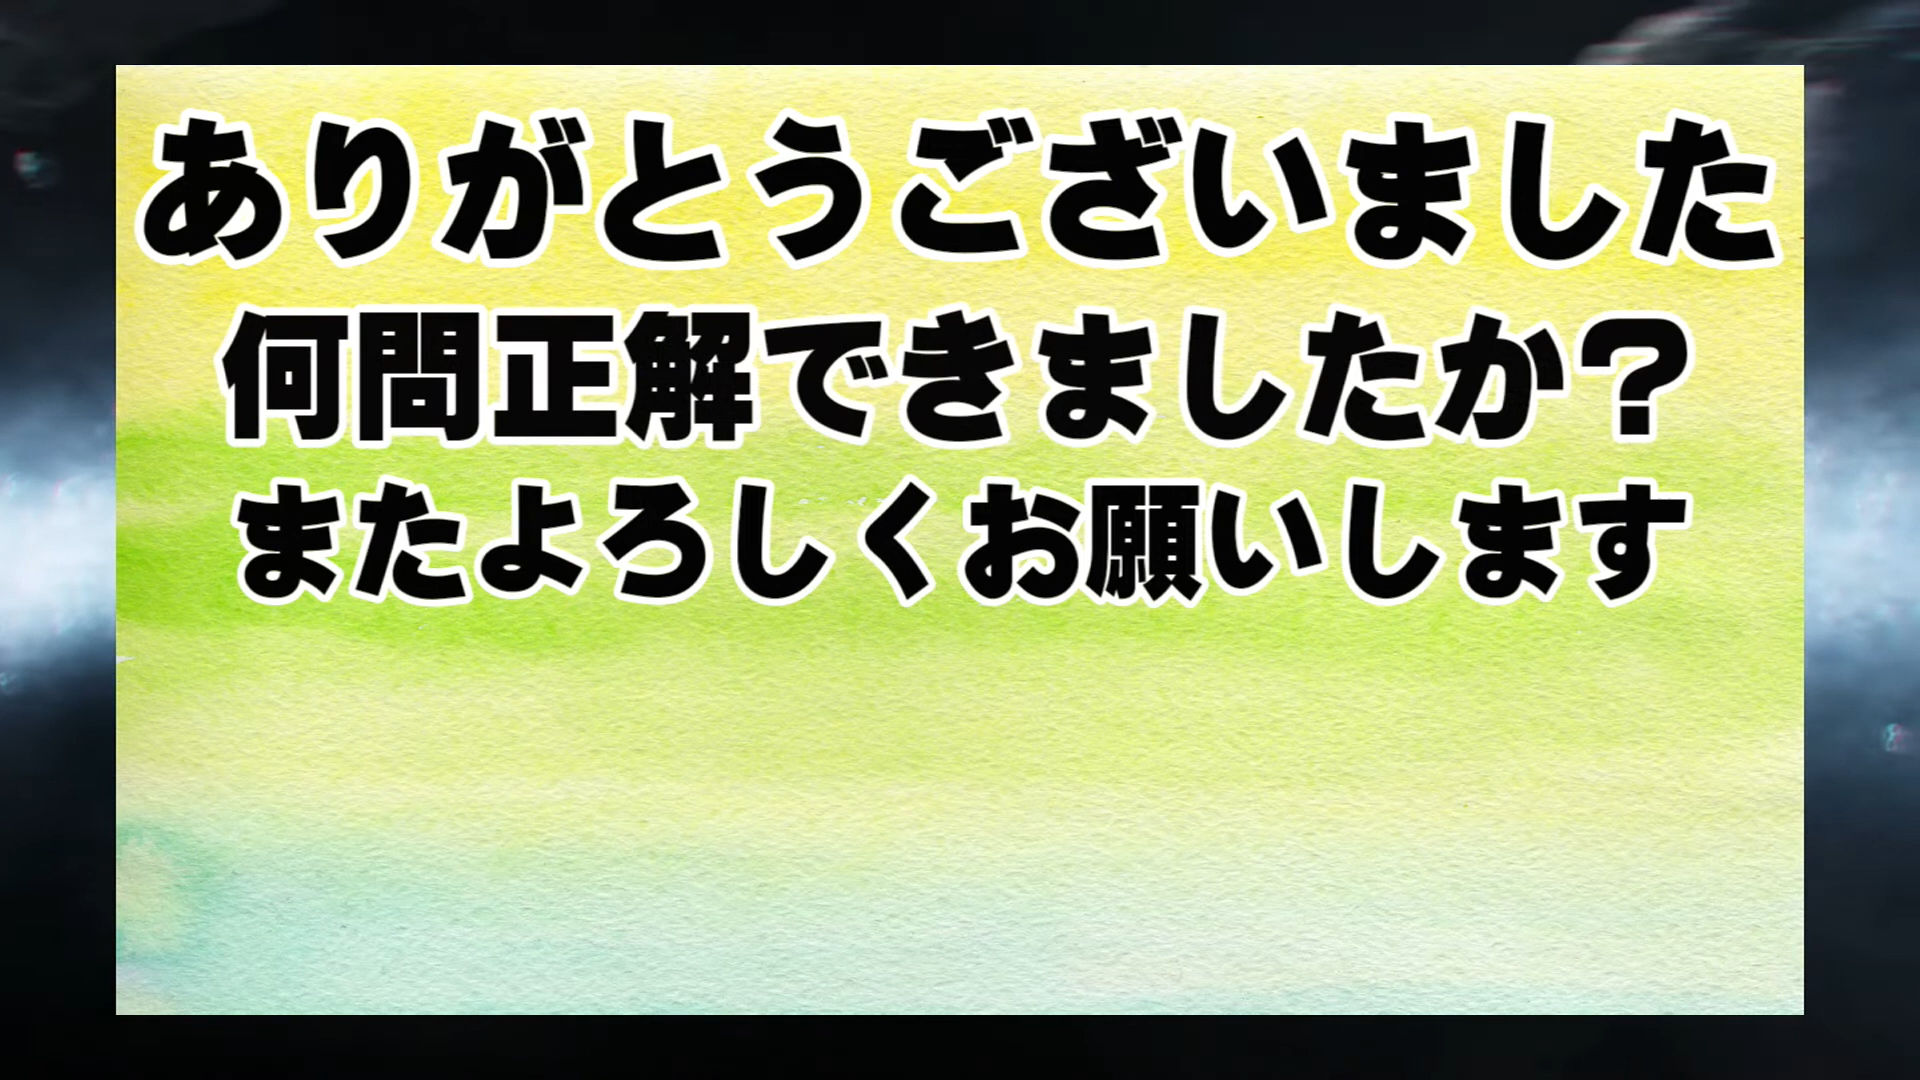 ありがとうございました
何問正解できましたか？
またよろしくお願いします